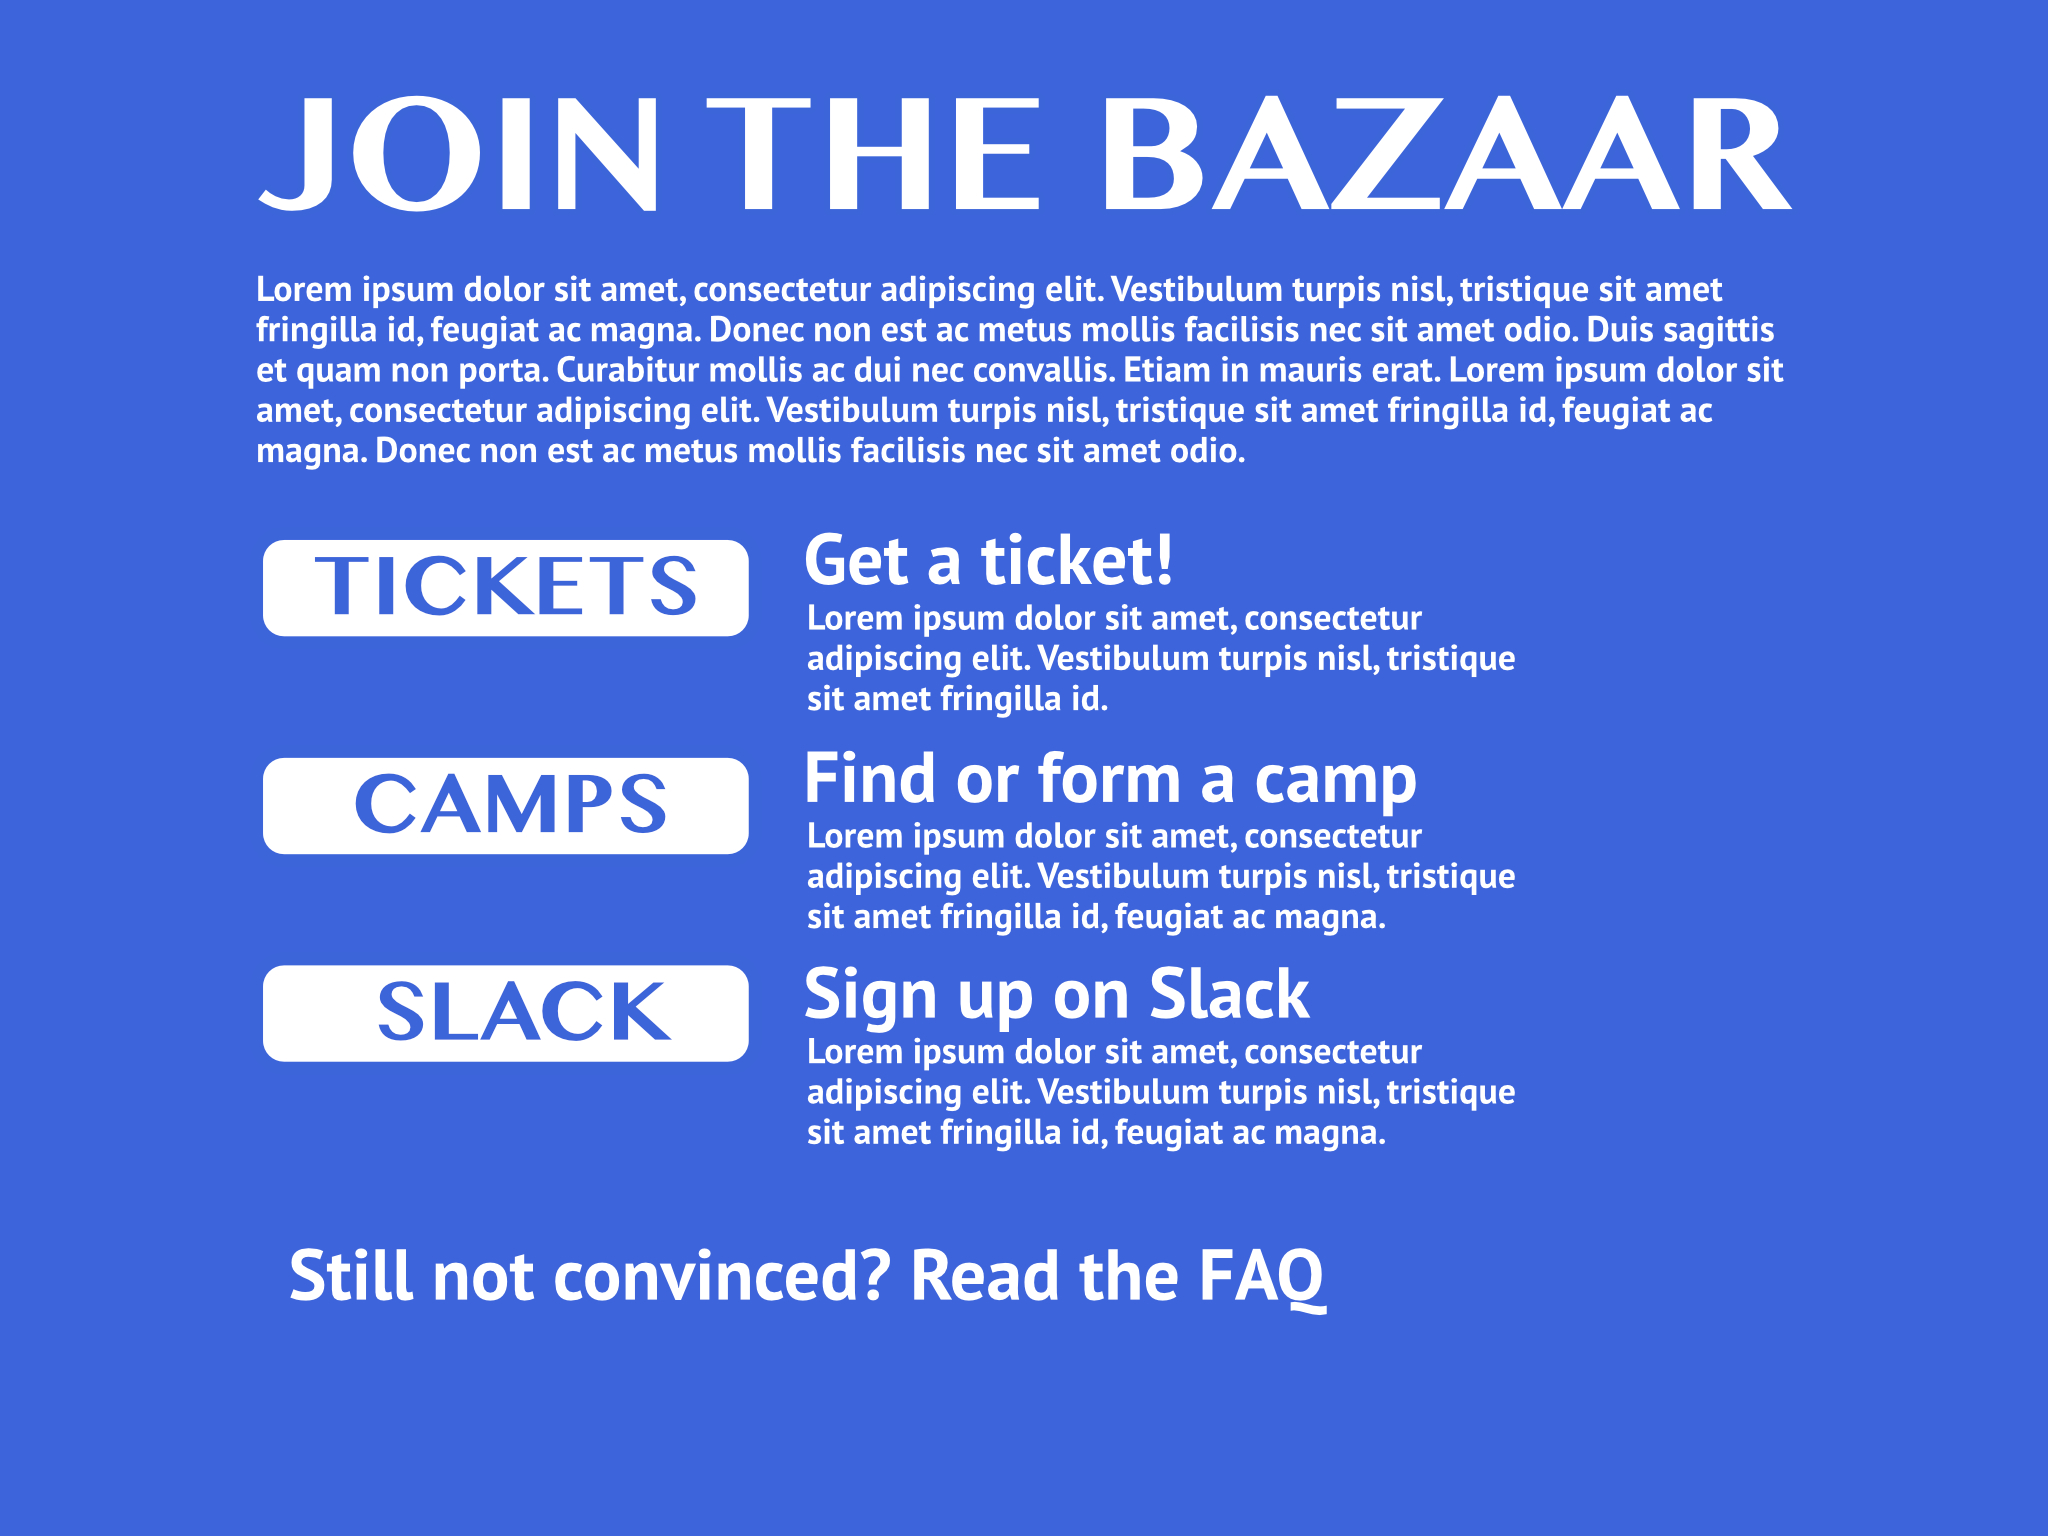 JOIN THE BAZAAR
Lorem ipsum dolor sit amet, consectetur adipiscing elit. Vestibulum turpis nisl, tristique sit amet
fringilla id, feugiat ac magna. Donec non est ac metus mollis facilisis nec sit amet odio. Duis sagittis
et quam non porta. Curabitur mollis ac dui nec convallis. Etiam in mauris erat. Lorem ipsum dolor sit
amet, consectetur adipiscing elit. Vestibulum turpis nisl, tristique sit amet fringilla id, feugiat ac
magna. Donec non est ac metus mollis facilisis nec sit amet odio.
TICKETS
Get a ticket!
Lorem ipsum dolor sit amet, consectetur
adipiscing elit. Vestibulum turpis nisl, tristique
sit amet fringilla id.
CAMPS
Find or form a camp
Lorem ipsum dolor sit amet, consectetur
adipiscing elit. Vestibulum turpis nisl, tristique
sit amet fringilla id, feugiat ac magna.
SLACK
Sign up on Slack
Lorem ipsum dolor sit amet, consectetur
adipiscing elit. Vestibulum turpis nisl, tristique
sit amet fringilla id, feugiat ac magna.
Still not convinced? Read the FAQ